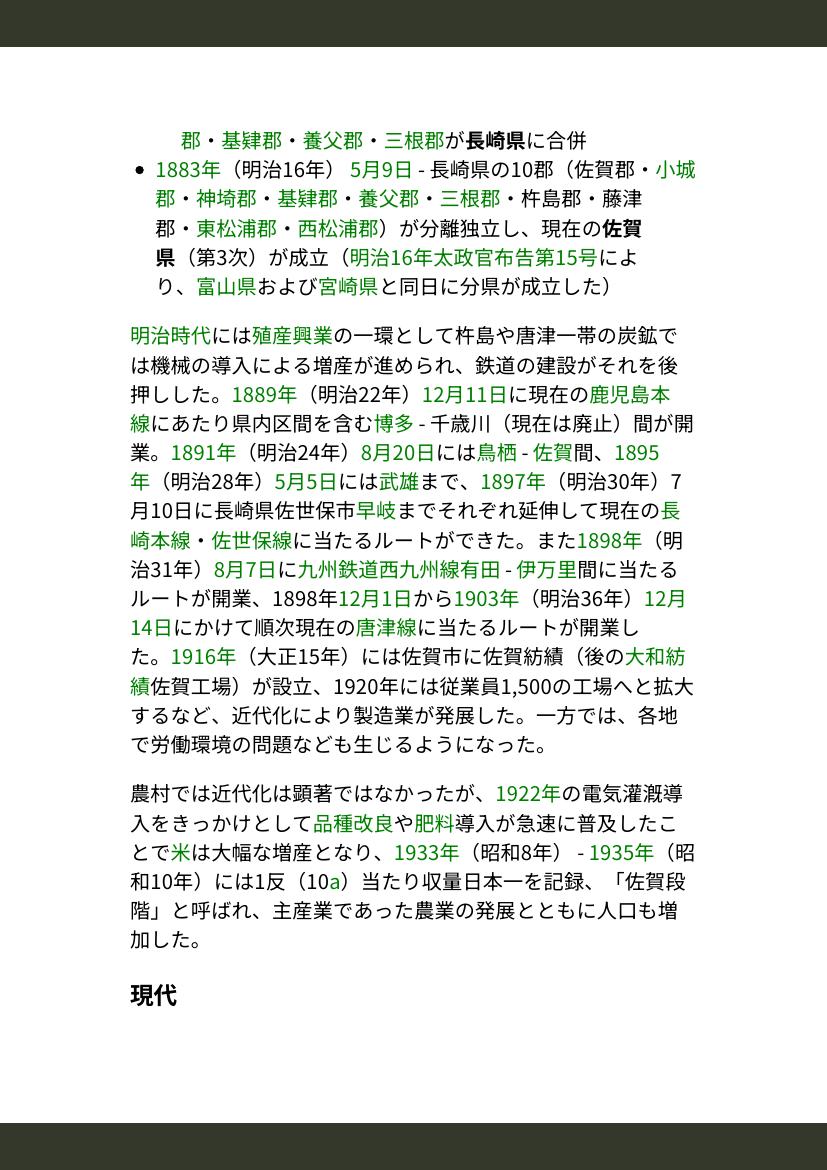 郡・基肄郡・養父郡・三根郡が長崎県に合併
• 1883年（明治16年） 5月9日 - 長崎県の10郡（佐賀郡・小城
郡・神埼郡・基肄郡・養父郡・三根郡・杵島郡・藤津
郡・東松浦郡・西松浦郡）が分離独立し、現在の佐賀
県（第3次）が成立（明治16年太政官布告第15号によ
り、富山県および宮崎県と同日に分県が成立した）
明治時代には殖産興業の一環として杵島や唐津一帯の炭鉱で
は機械の導入による増産が進められ、鉄道の建設がそれを後
押しした。1889年（明治22年）12月11日に現在の鹿児島本
線にあたり県内区間を含む博多 - 千歳川（現在は廃止）間が開
業。1891年（明治24年）8月20日には鳥栖 - 佐賀間、1895
年（明治28年）5月5日には武雄まで、1897年（明治30年）7
月10日に長崎県佐世保市早岐までそれぞれ延伸して現在の長
崎本線・佐世保線に当たるルートができた。また1898年（明
治31年）8月7日に九州鉄道西九州線有田 - 伊万里間に当たる
ルートが開業、1898年12月1日から1903年（明治36年）12月
14日にかけて順次現在の唐津線に当たるルートが開業し
た。1916年（大正15年）には佐賀市に佐賀紡績（後の大和紡
績佐賀工場）が設立、1920年には従業員1,500の工場へと拡大
するなど、近代化により製造業が発展した。一方では、各地
で労働環境の問題なども生じるようになった。
農村では近代化は顕著ではなかったが、1922年の電気灌漑導
入をきっかけとして品種改良や肥料導入が急速に普及したこ
とで米は大幅な増産となり、1933年（昭和8年） - 1935年（昭
和10年）には1反（10a）当たり収量日本一を記録、「佐賀段
階」と呼ばれ、主産業であった農業の発展とともに人口も増
加した。
現代